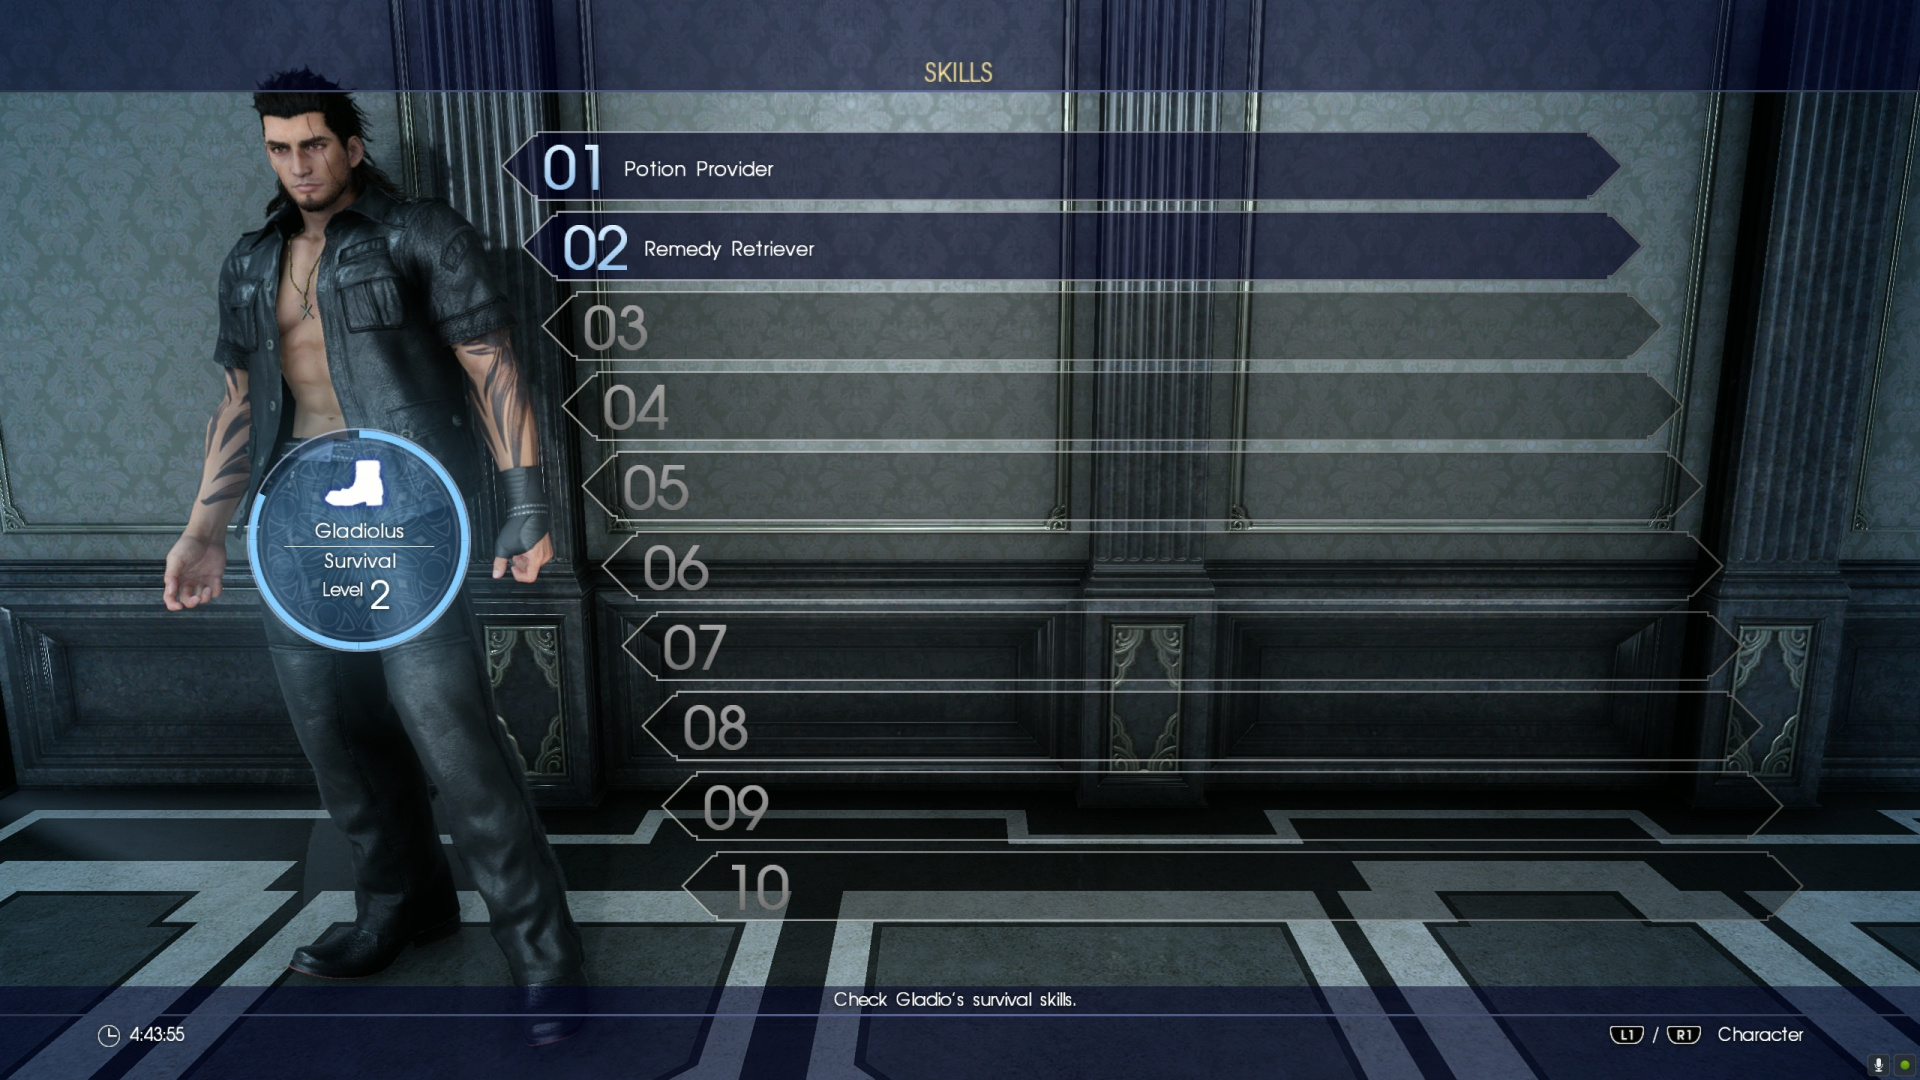 SKILLS
01 Potion Provider
02 Remedy Retriever
03
04
05
06
07
08
09
10
Gladiolus
Survival
Level 2
Check Gladio's survival skills.
4:43:55
L1 / R1 Character